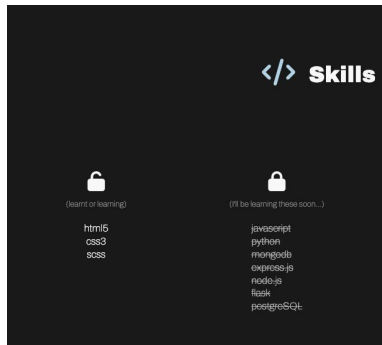 </> Skills
(learnt or learning)
html5
css3
scss
(I'll be learning these soon...)
javascript
python
mongodb
express.js
node.js
flask
postgreSQL